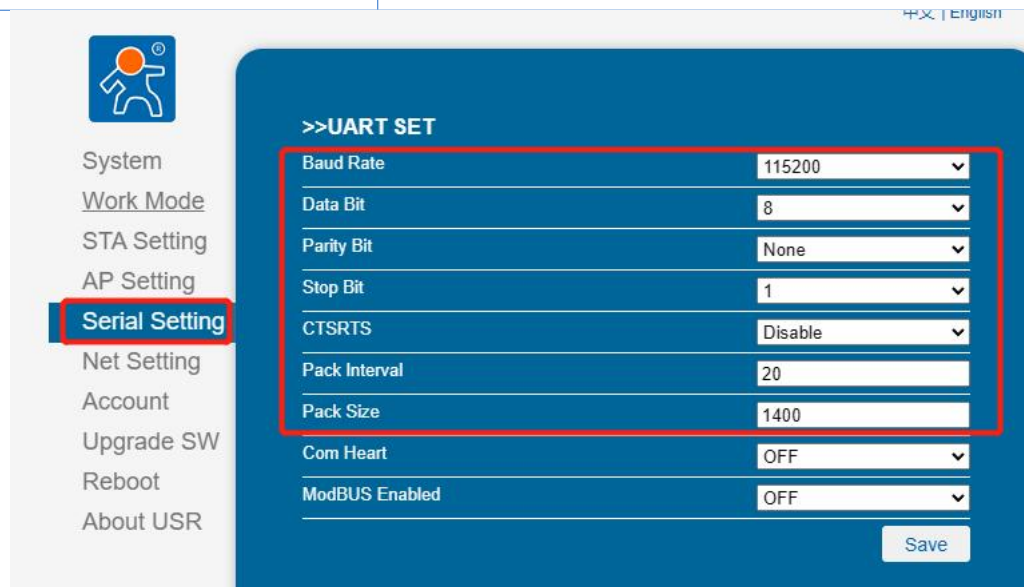 中文 | English
>>UART SET
System
Work Mode
STA Setting
AP Setting
Serial Setting
Net Setting
Account
Upgrade SW
Reboot
About USR
Baud Rate 115200
Data Bit 8
Parity Bit None
Stop Bit 1
CTSRTS Disable
Pack Interval 20
Pack Size 1400
Com Heart OFF
ModBUS Enabled OFF
Save